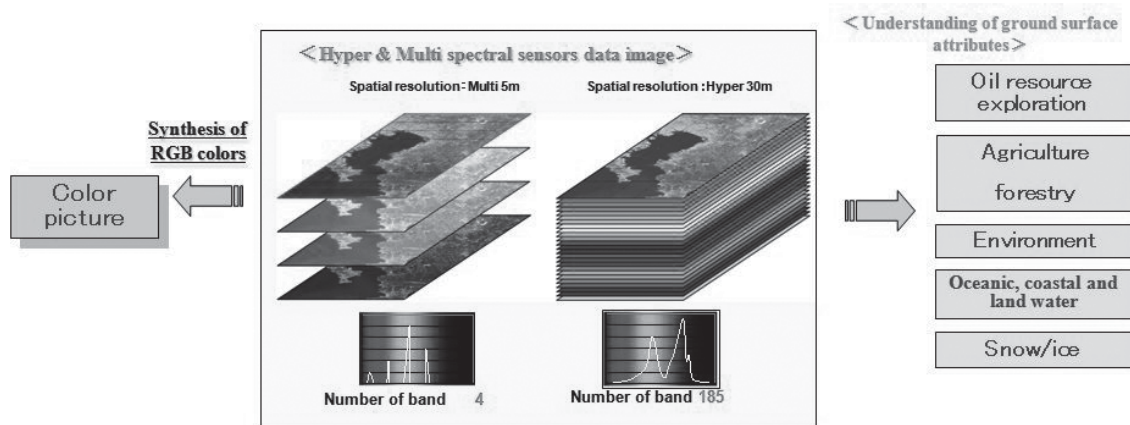 Synthesis of
RGB colors
Color
picture
<Hyper & Multi spectral sensors data image>
Spatial resolution: Multi 5m
Spatial resolution :Hyper 30m
Number of band 4
Number of band 185
<Understanding of ground surface
attributes>
Oil resource
exploration
Agriculture
forestry
Environment
Oceanic, coastal and
land water
Snow/ice